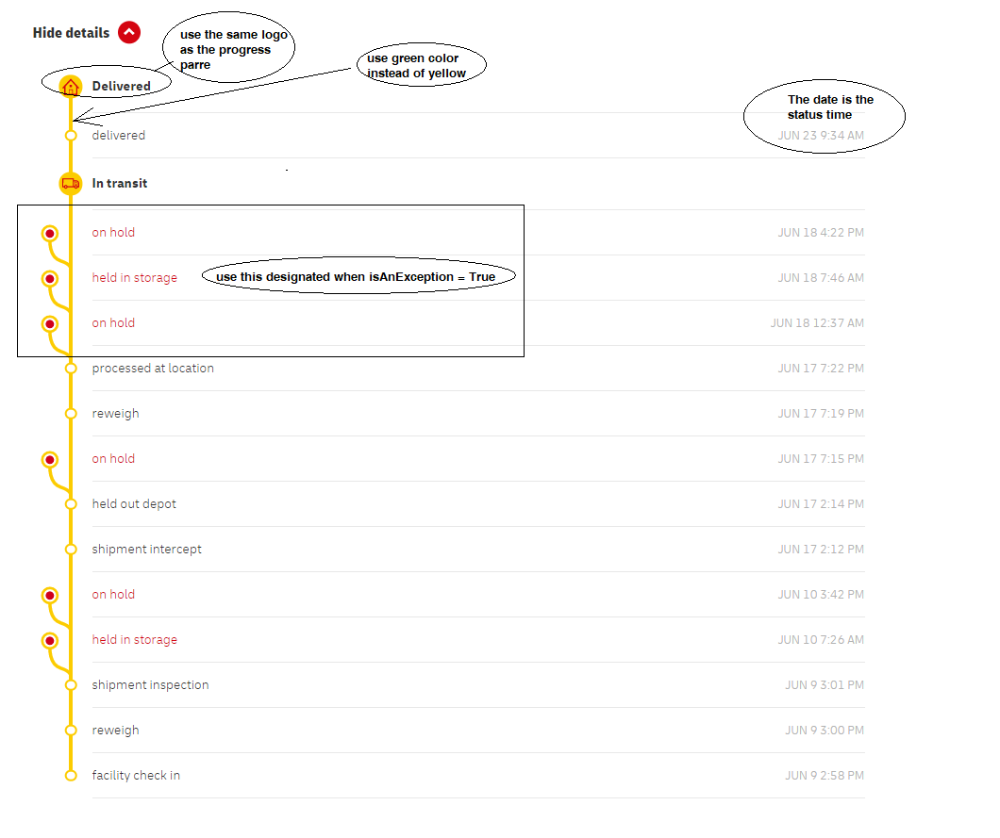 Hide details
use the same logo
as the progress
parre
use green color
instead of yellow
Delivered
The date is the
status time
delivered JUN 23 9:34 AM
In transit
on hold JUN 18 4:22 PM
held in storage use this designated when isAnException = True JUN 18 7:46 AM
on hold JUN 18 12:37 AM
processed at location JUN 17 7:22 PM
reweigh JUN 17 7:19 PM
on hold JUN 17 7:15 PM
held out depot JUN 17 2:14 PM
shipment intercept JUN 17 2:12 PM
on hold JUN 10 3:42 PM
held in storage JUN 10 7:26 AM
shipment inspection JUN 9 3:01 PM
reweigh JUN 9 3:00 PM
facility check in JUN 9 2:58 PM